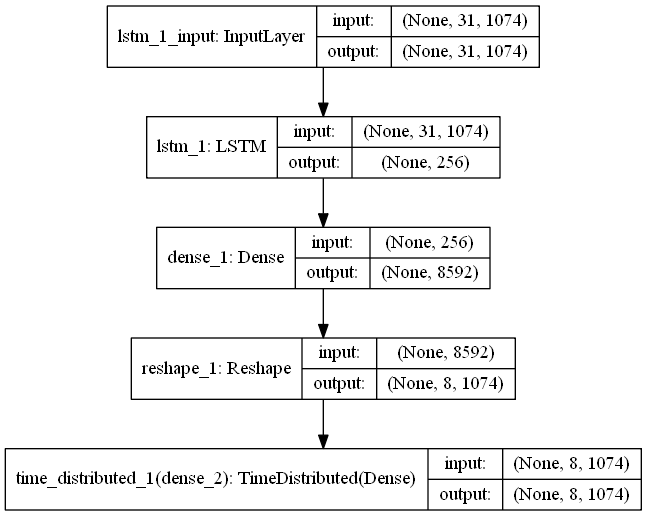 lstm_1_input: InputLayer
input: (None, 31, 1074)
output: (None, 31, 1074)
lstm_1: LSTM
input: (None, 31, 1074)
output: (None, 256)
dense_1: Dense
input: (None, 256)
output: (None, 8592)
reshape_1: Reshape
input: (None, 8592)
output: (None, 8, 1074)
time_distributed_1(dense_2): TimeDistributed(Dense)
input: (None, 8, 1074)
output: (None, 8, 1074)